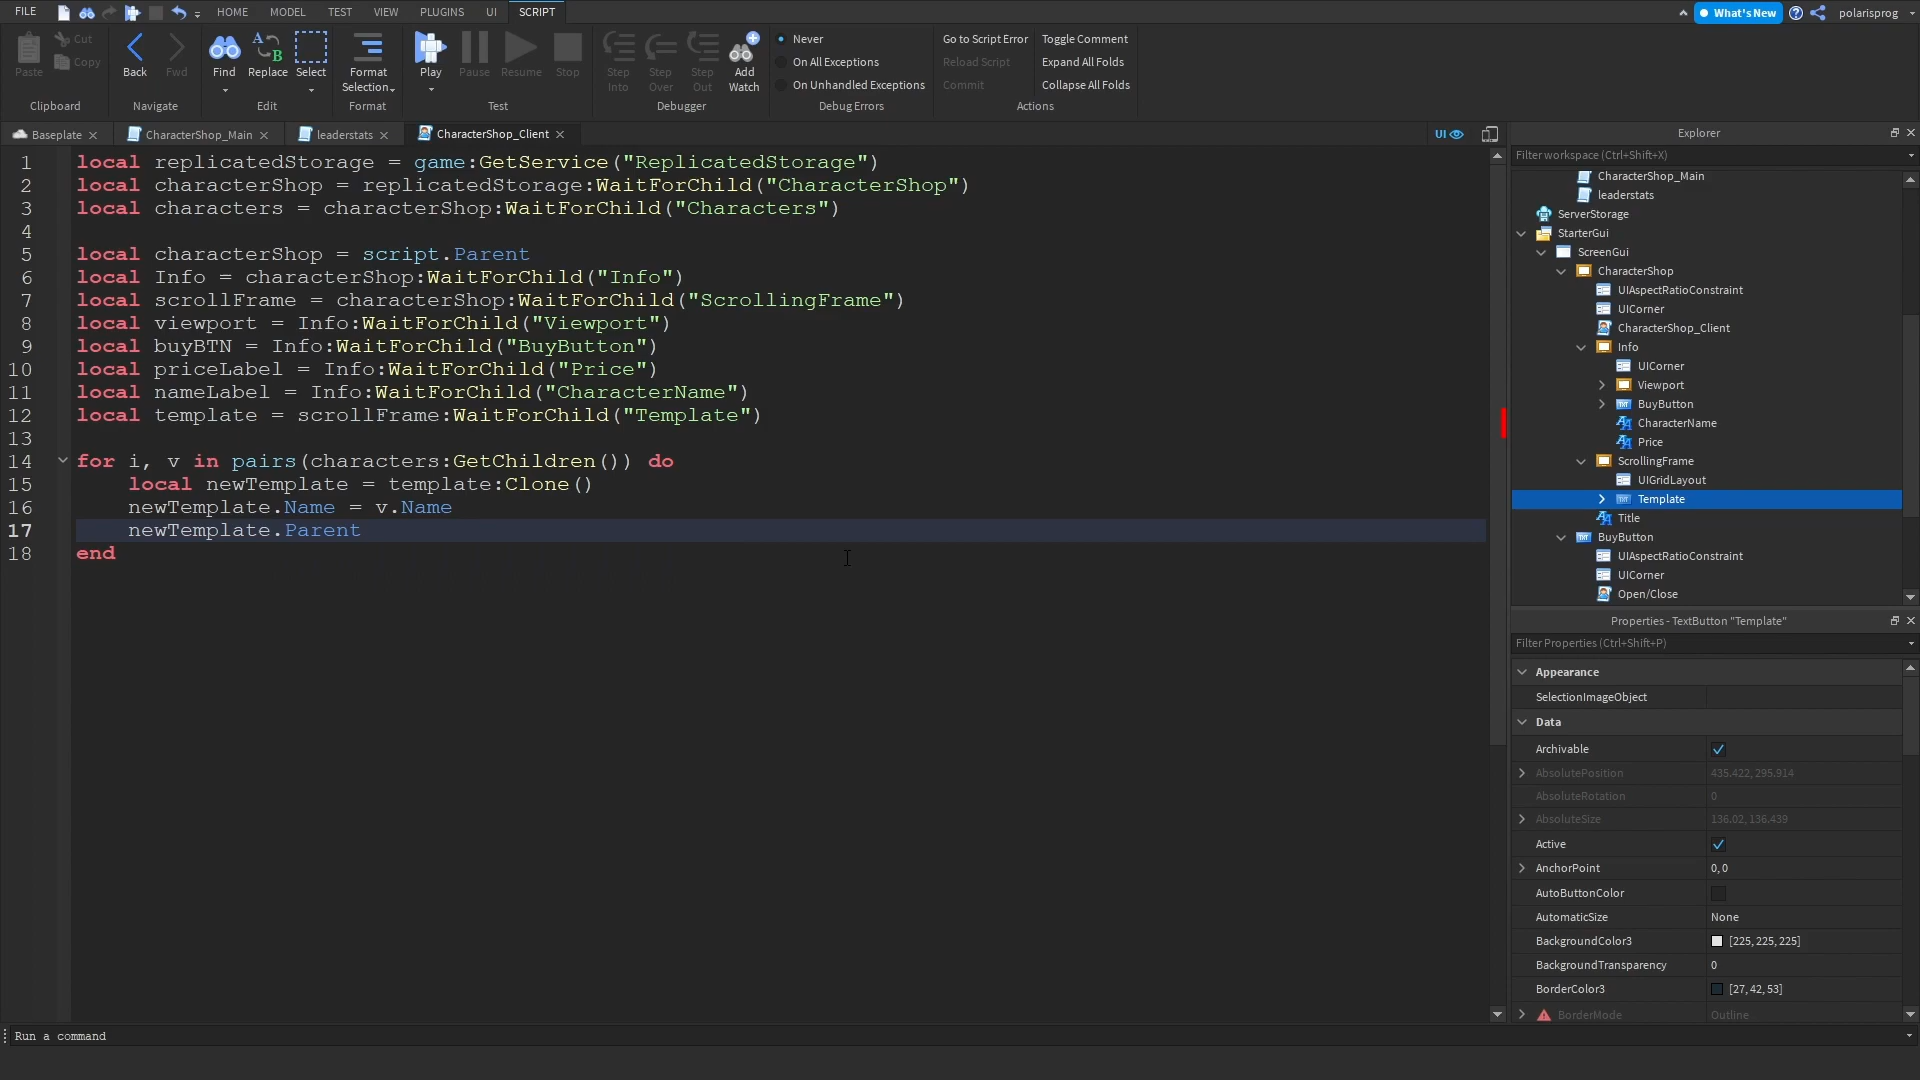 FILE HOME MODEL TEST VIEW PLUGINS UI SCRIPT What's New polarisprog
Paste Cut Copy Back Fwd Find Replace Select Format Selection Play Pause Resume Stop Step Into Step Over Step Out Add Watch
Never Go to Script Error Toggle Comment
On All Exceptions Reload Script Expand All Folds
On Unhandled Exceptions Commit Collapse All Folds
Clipboard Navigate Edit Format Test Debugger Debug Errors Actions
Baseplate CharacterShop_Main leaderstats CharacterShop_Client UI
1 local replicatedStorage = game:GetService("ReplicatedStorage")
2 local characterShop = replicatedStorage:WaitForChild("CharacterShop")
3 local characters = characterShop:WaitForChild("Characters")
4
5 local characterShop = script.Parent
6 local Info = characterShop:WaitForChild("Info")
7 local scrollFrame = characterShop:WaitForChild("ScrollingFrame")
8 local viewport = Info:WaitForChild("Viewport")
9 local buyBTN = Info:WaitForChild("BuyButton")
10 local priceLabel = Info:WaitForChild("Price")
11 local nameLabel = Info:WaitForChild("CharacterName")
12 local template = scrollFrame:WaitForChild("Template")
13
14 for i, v in pairs(characters:GetChildren()) do
15 local newTemplate = template:Clone()
16 newTemplate.Name = v.Name
17 newTemplate.Parent
18 end
Explorer
Filter workspace (Ctrl+Shift+X)
CharacterShop_Main
leaderstats
ServerStorage
StarterGui
ScreenGui
CharacterShop
UIAspectRatioConstraint
UICorner
CharacterShop_Client
Info
UICorner
Viewport
BuyButton
CharacterName
Price
ScrollingFrame
UIGridLayout
Template
Title
BuyButton
UIAspectRatioConstraint
UICorner
Open/Close
Properties - TextButton "Template"
Filter Properties (Ctrl+Shift+P)
Appearance
SelectionImageObject
Data
Archivable
AbsolutePosition 435.422, 295.914
AbsoluteRotation 0
AbsoluteSize 136.02, 136.439
Active
AnchorPoint 0, 0
AutoButtonColor
AutomaticSize None
BackgroundColor3 [225, 225, 225]
BackgroundTransparency 0
BorderColor3 [27, 42, 53]
BorderMode Outline
Run a command